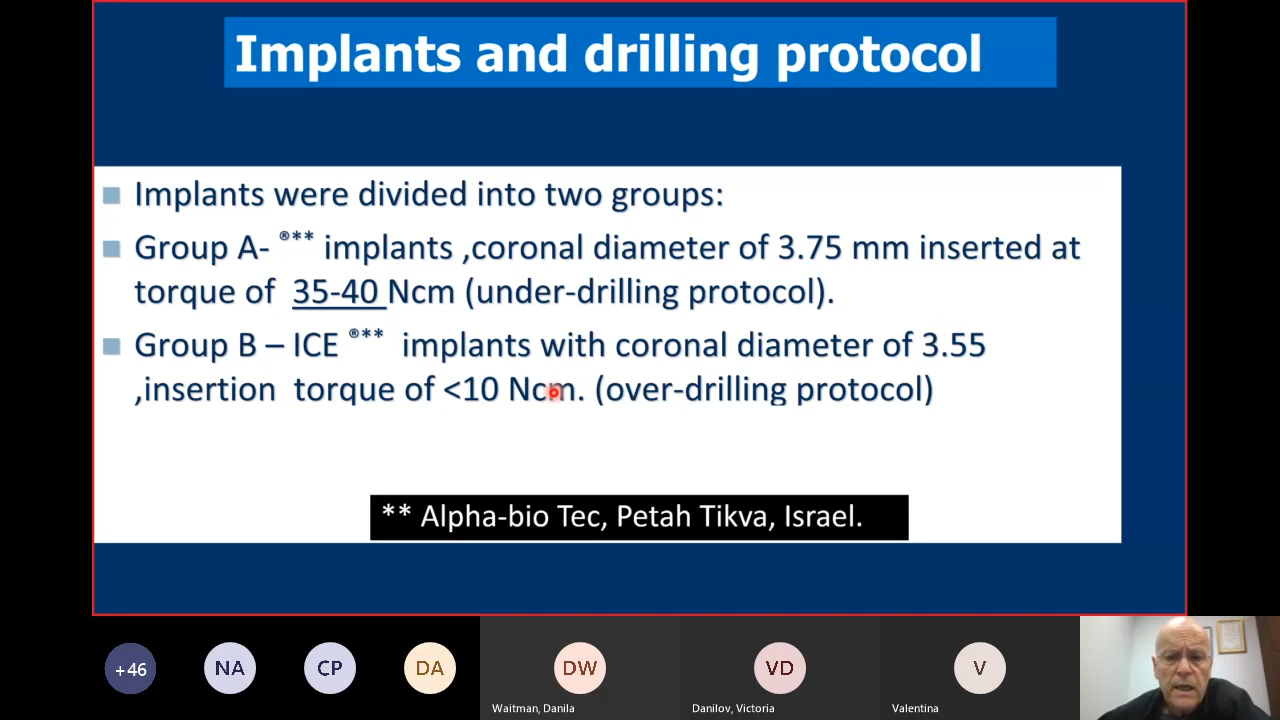 Implants and drilling protocol
Implants were divided into two groups:
Group A- ®** implants ,coronal diameter of 3.75 mm inserted at
torque of 35-40 Ncm (under-drilling protocol).
Group B – ICE ®** implants with coronal diameter of 3.55
,insertion torque of <10 Ncm. (over-drilling protocol)
** Alpha-bio Tec, Petah Tikva, Israel.
+46
NA
CP
DA
DW
VD
V
Waitman, Danila
Danilov, Victoria
Valentina